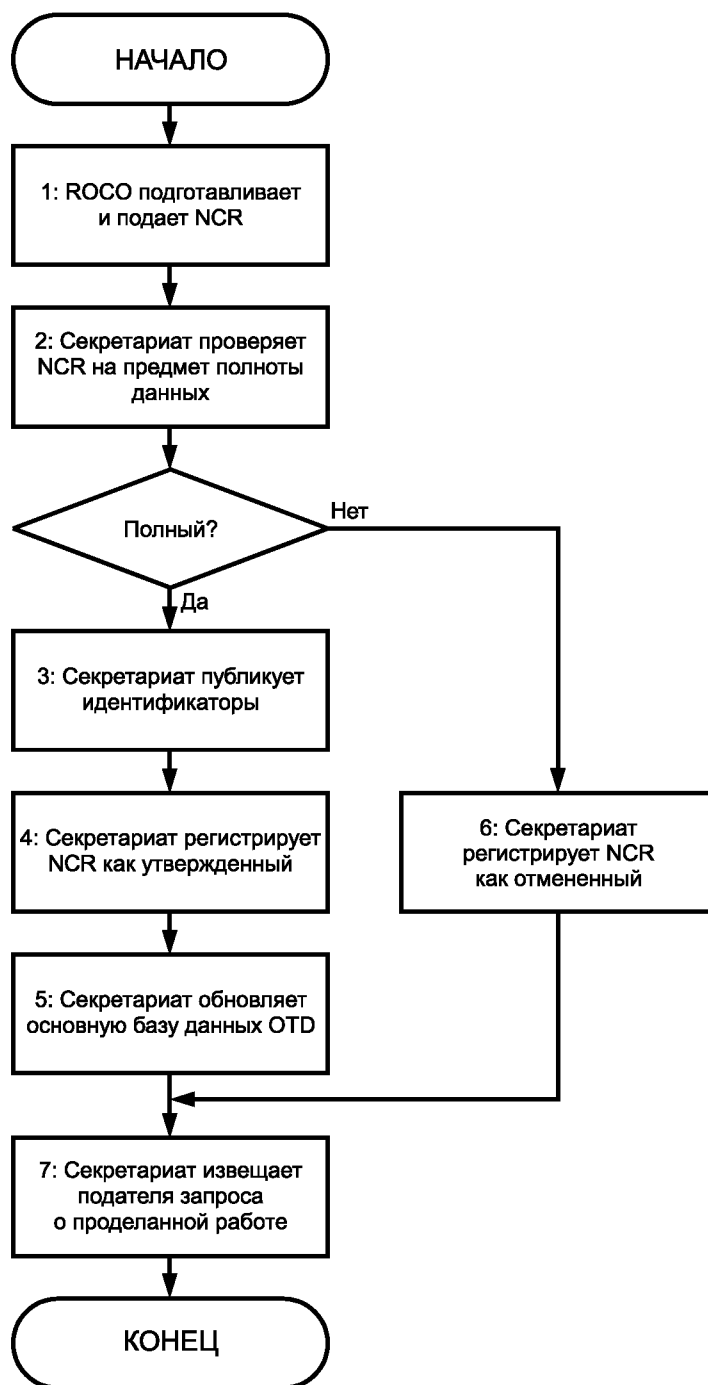 НАЧАЛО
1: ROCO подготавливает
и подает NCR
2: Секретариат проверяет
NCR на предмет полноты
данных
Полный?
Нет
Да
3: Секретариат публикует
идентификаторы
4: Секретариат регистрирует
NCR как утвержденный
6: Секретариат
регистрирует NCR
как отмененный
5: Секретариат обновляет
основную базу данных OTD
7: Секретариат извещает
подателя запроса
о проделанной работе
КОНЕЦ